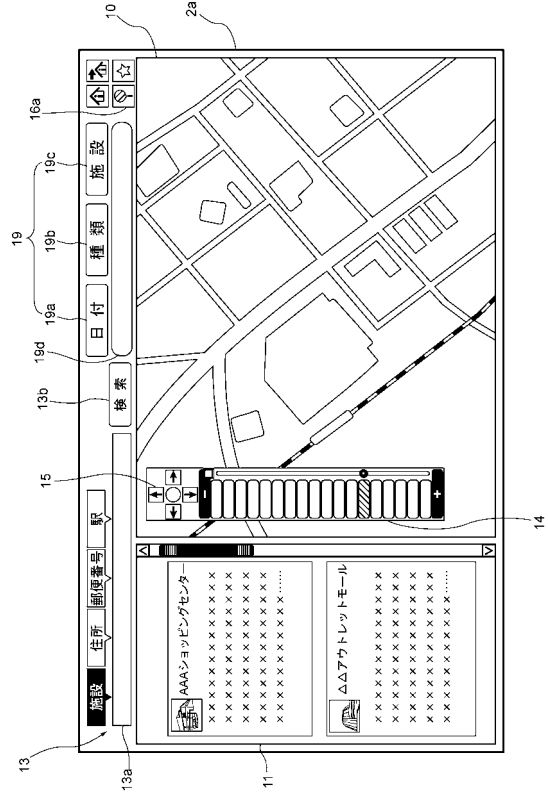 13
13a
施設
住所
郵便番号
駅
13b
検索
19
19a
19b
19c
19d
日付
種類
施設
16a
10
2a
15
−
+
14
11
AAAショッピングセンター
× × × × × × × × × ×
× × × × × × × × × ×
× × × × × × × × × ×
× × × × × × × × × ×
× × × × × × × × ×……
△△アウトレットモール
× × × × × × × × × ×
× × × × × × × × × ×
× × × × × × × × × ×
× × × × × × × × × ×
× × × × × × × × ×……